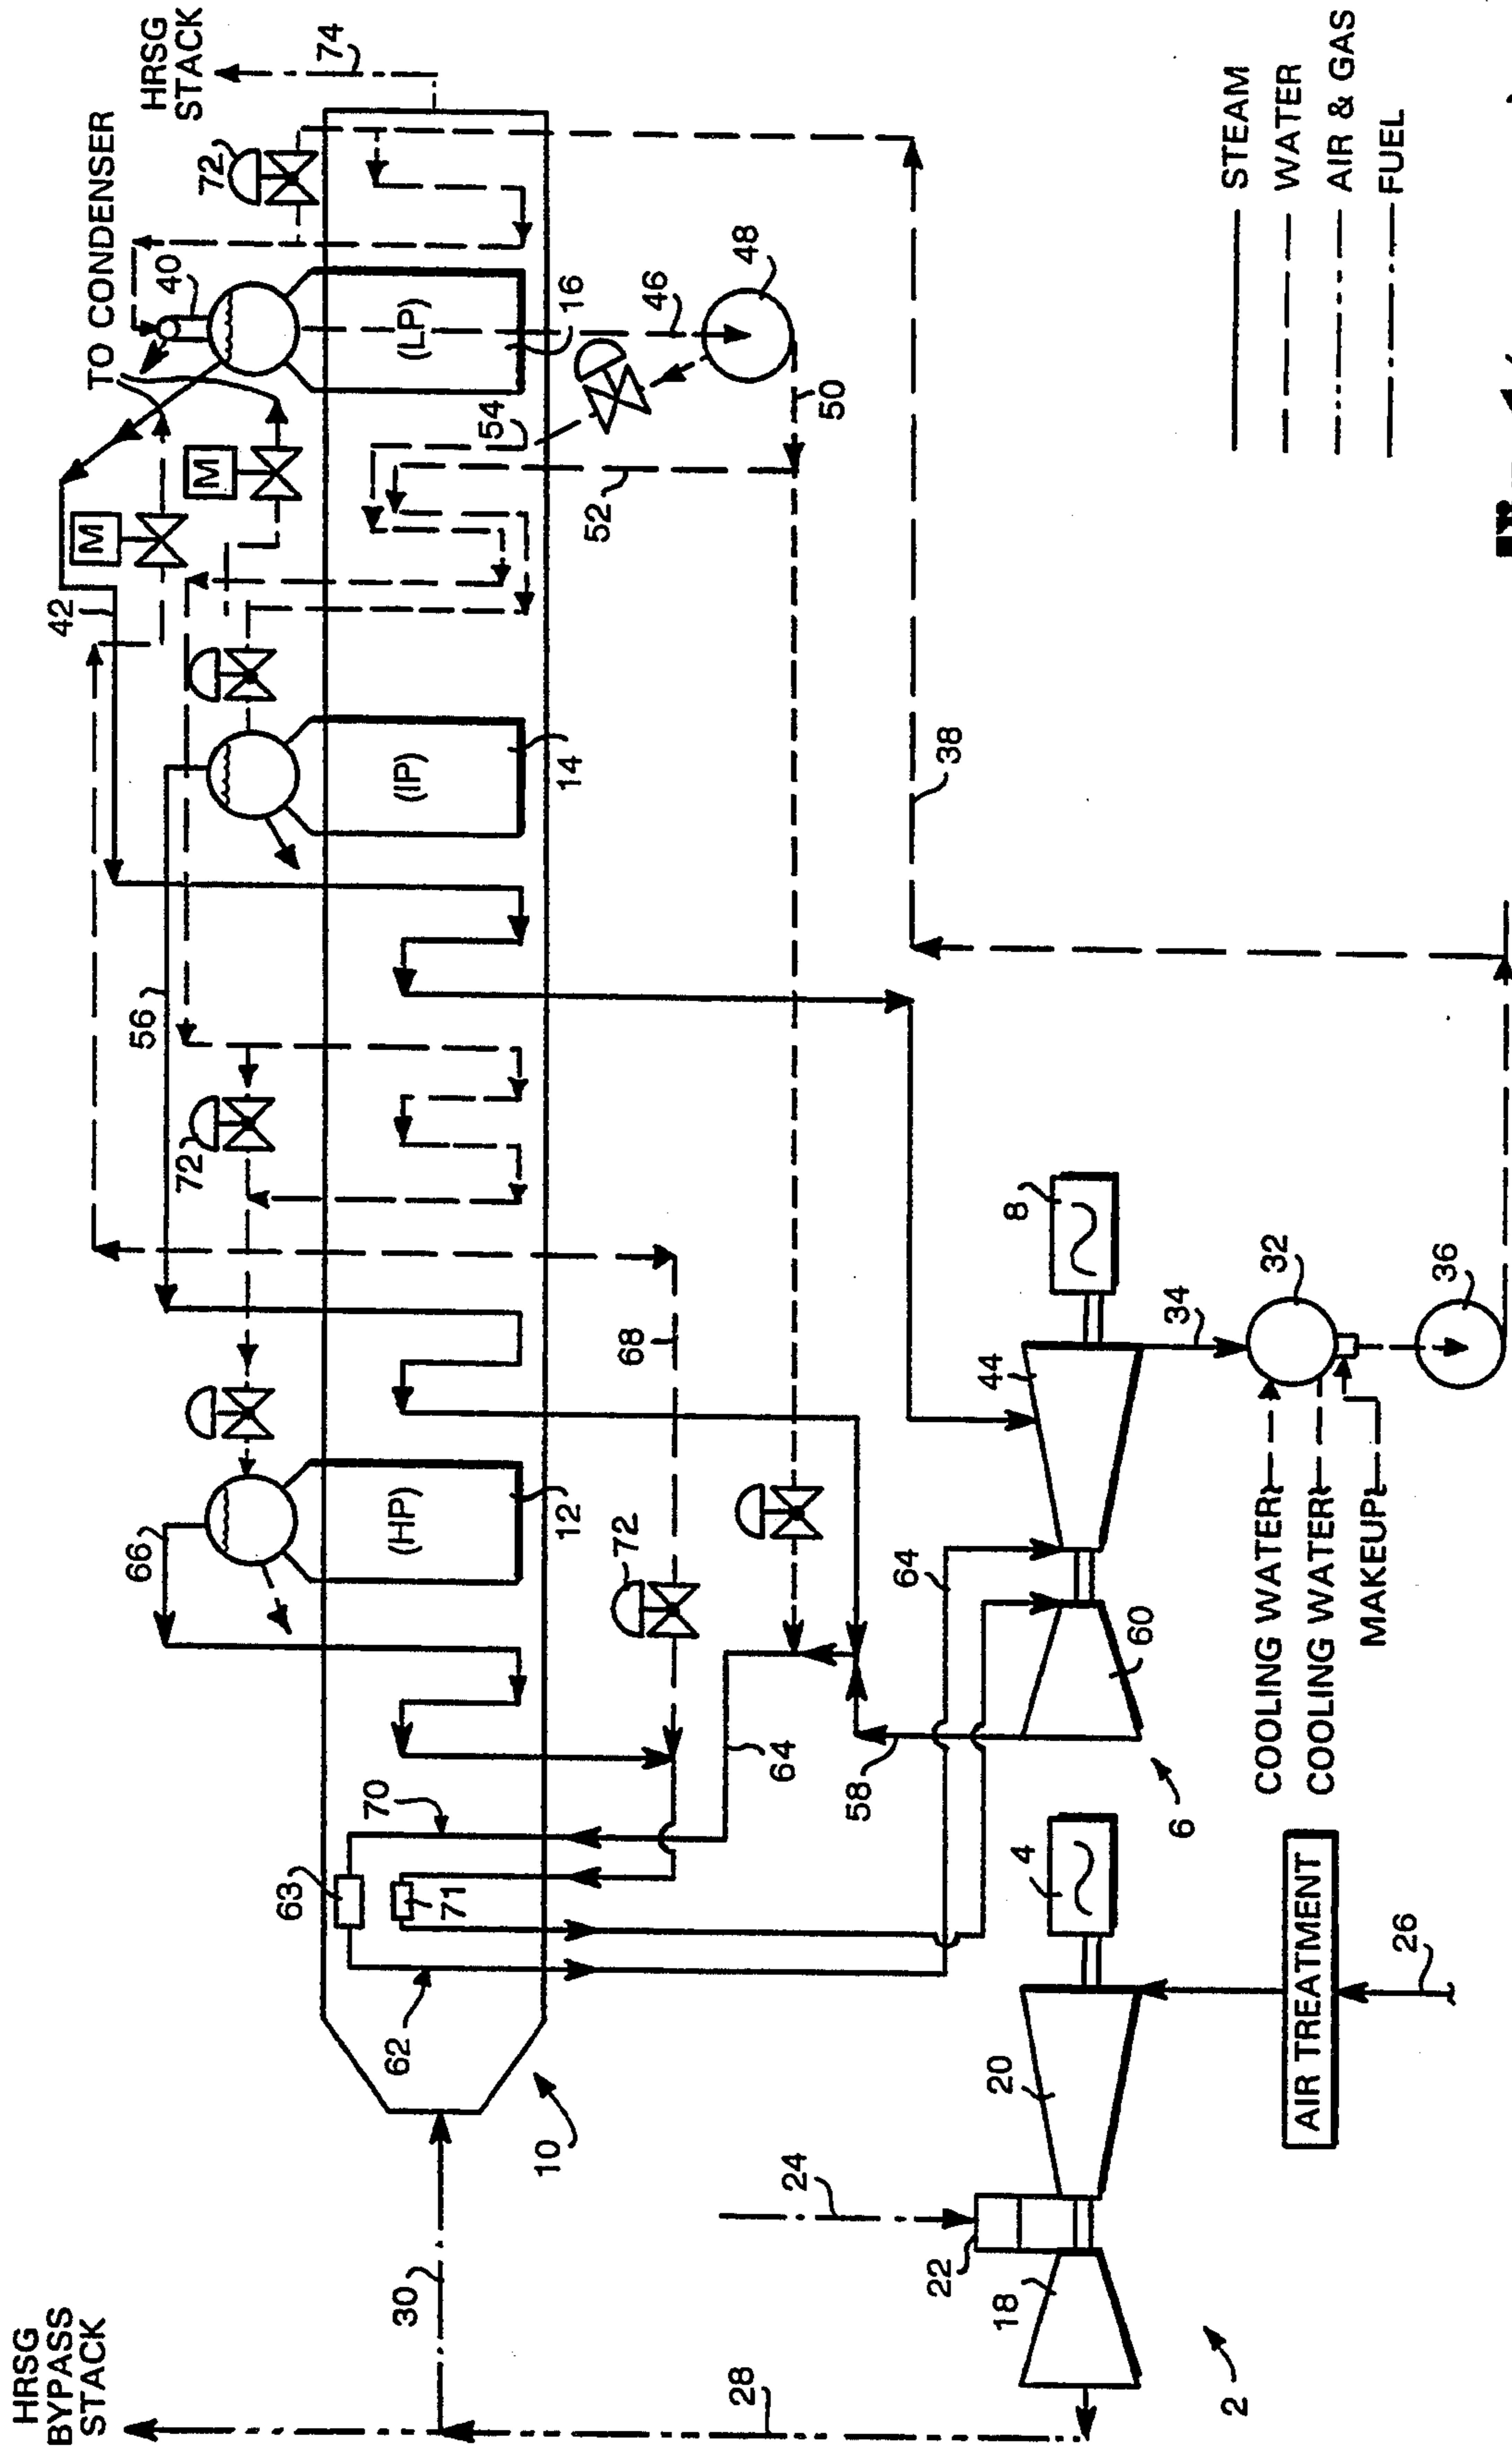 HRSG
BYPASS
STACK
28
30
2
18
22
24
20
4
26
AIR TREATMENT
10
62
63
70
71
66
(HP)
12
72
68
64
58
64
6
60
44
8
34
32
36
COOLING WATER
COOLING WATER
MAKEUP
72
56
42
(IP)
14
38
M
M
TO CONDENSER
40
(LP)
16
46
48
50
52
54
72
HRSG
STACK
74
STEAM
WATER
AIR & GAS
FUEL